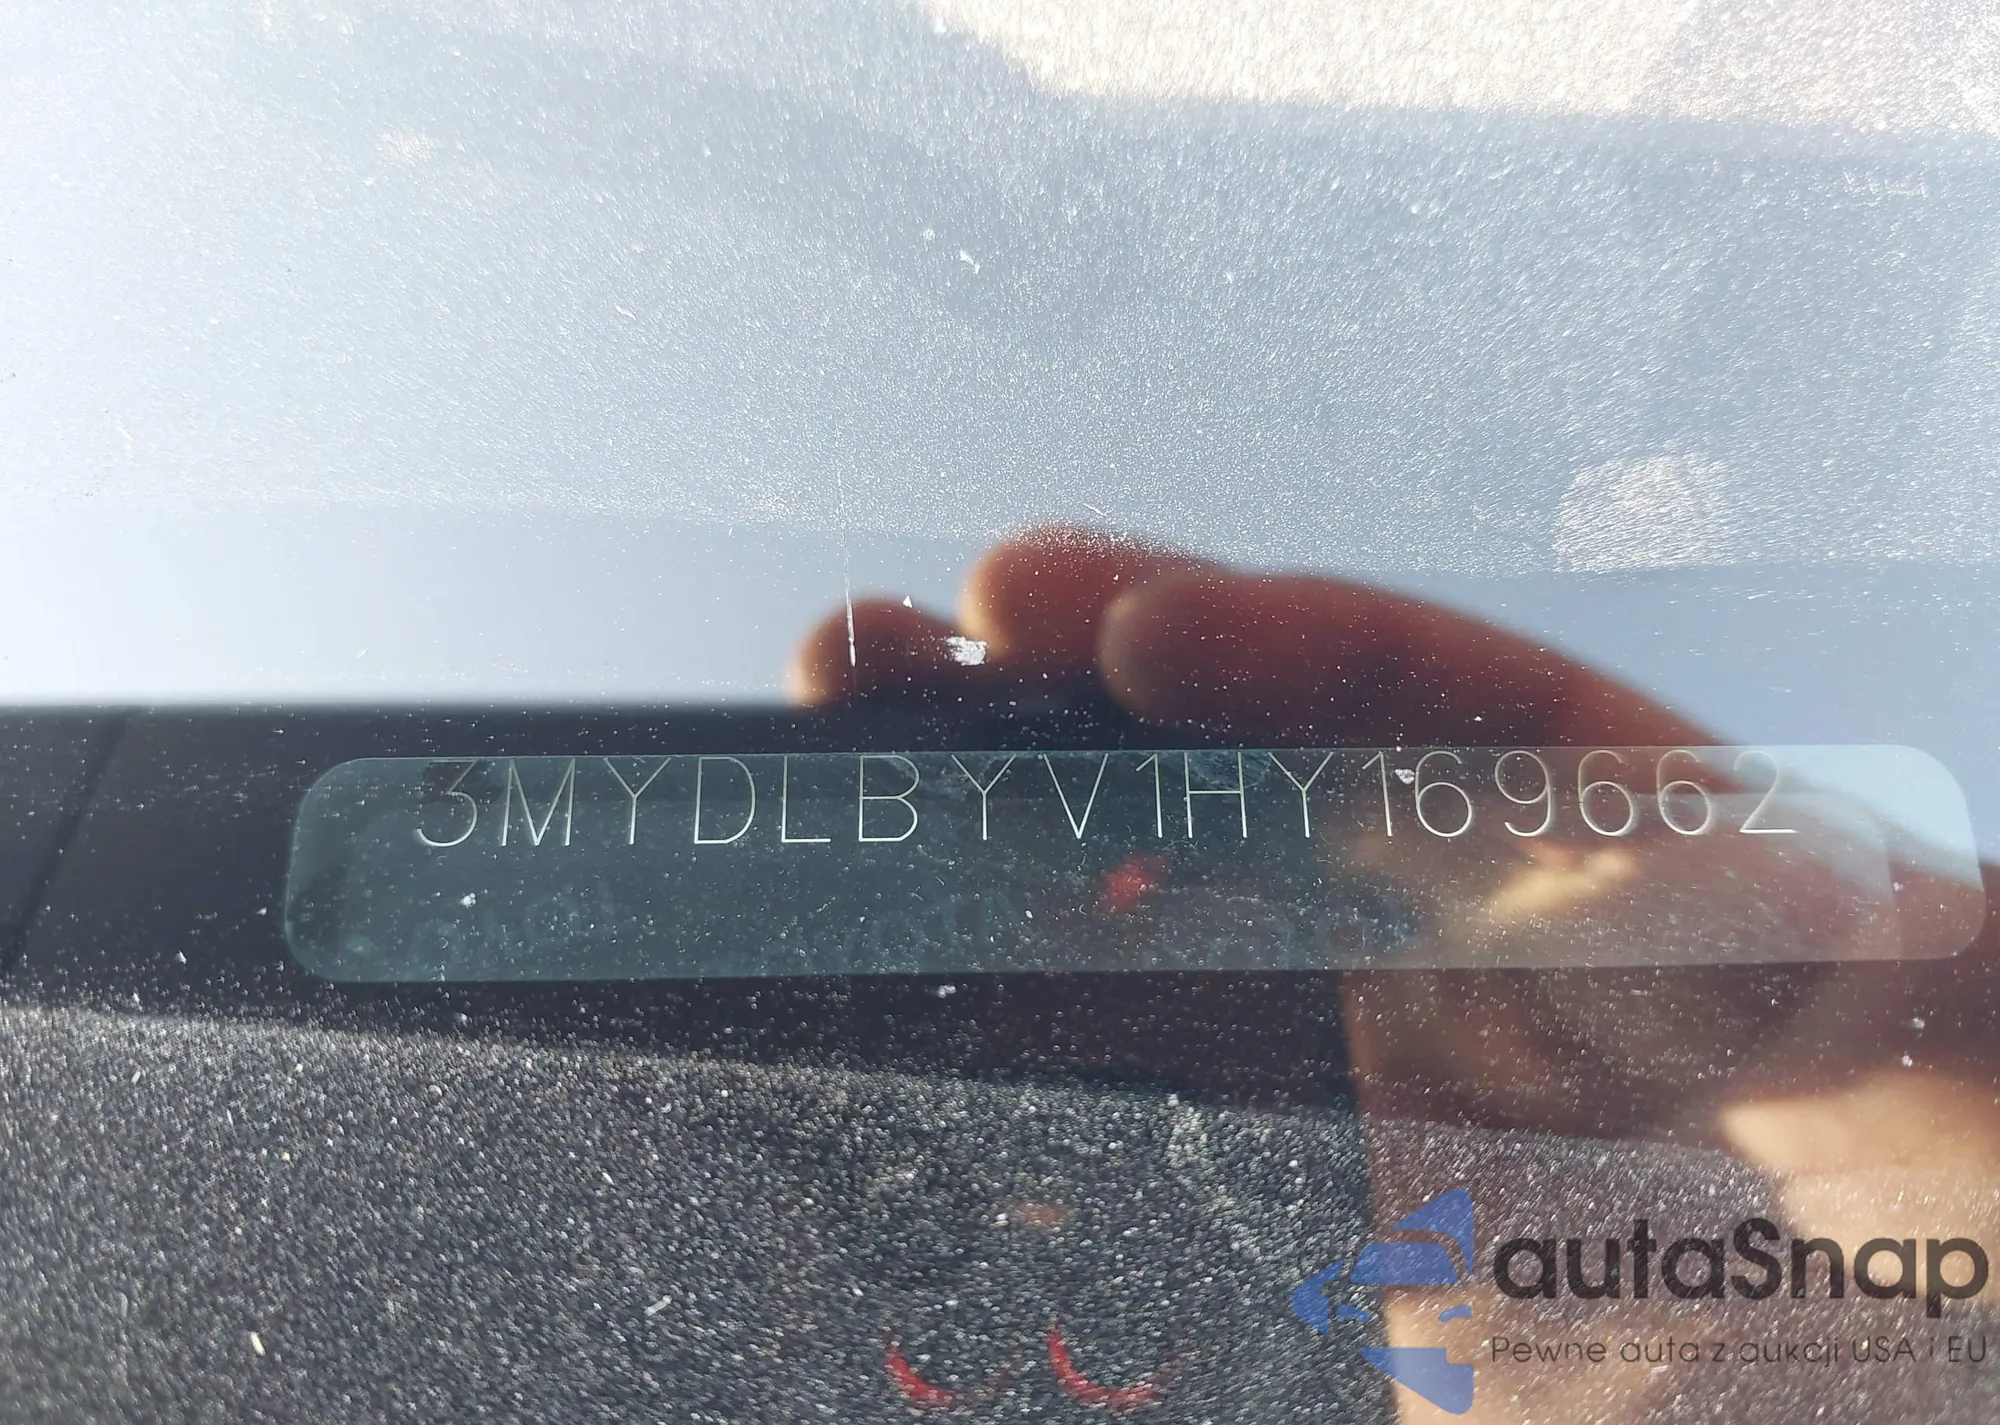 3MYDLBYV1HY169662
autaSnap
Pewne auta z aukcji USA i EU